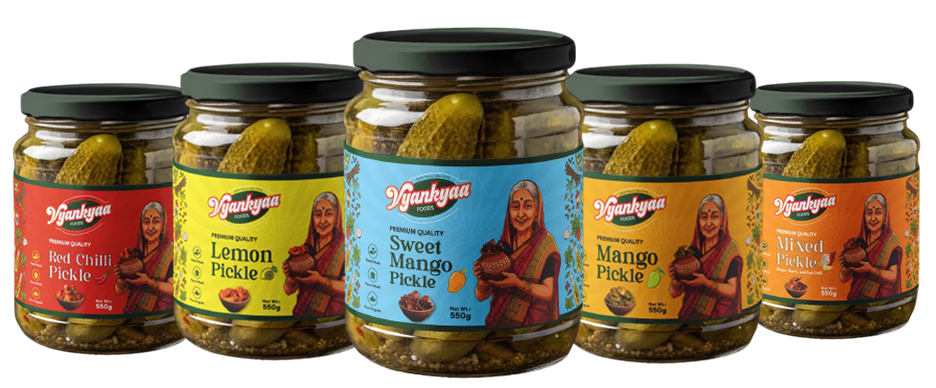 Vyankyaa
FOODS
PREMIUM QUALITY
Red Chilli
Pickle
Net Wt.:
550g
Vyankyaa
FOODS
PREMIUM QUALITY
Lemon
Pickle
Net Wt.:
550g
Vyankyaa
FOODS
PREMIUM QUALITY
Sweet
Mango
Pickle
Net Wt.:
550g
Vyankyaa
FOODS
PREMIUM QUALITY
Mango
Pickle
Net Wt.:
550g
Vyankyaa
FOODS
PREMIUM QUALITY
Mixed
Pickle
Net Wt.:
550g